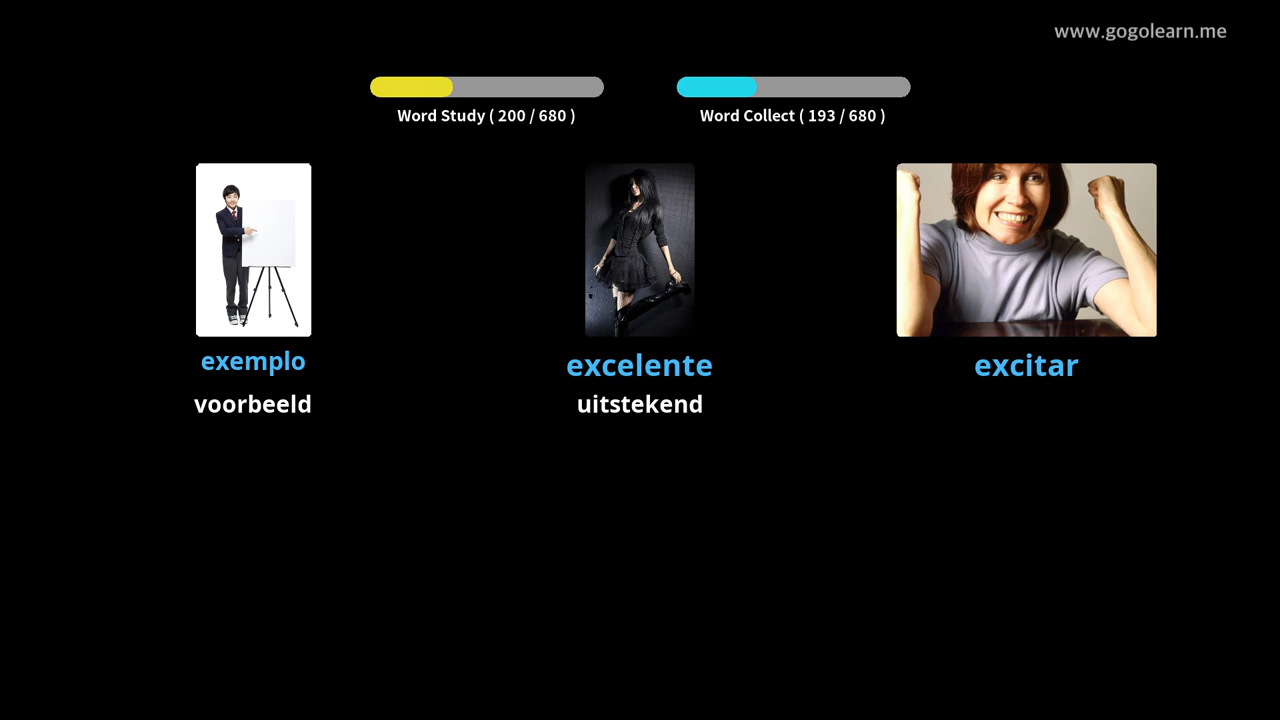 www.gogolearn.me
Word Study ( 200 / 680 )
Word Collect ( 193 / 680 )
exemplo
voorbeeld
excelente
uitstekend
excitar